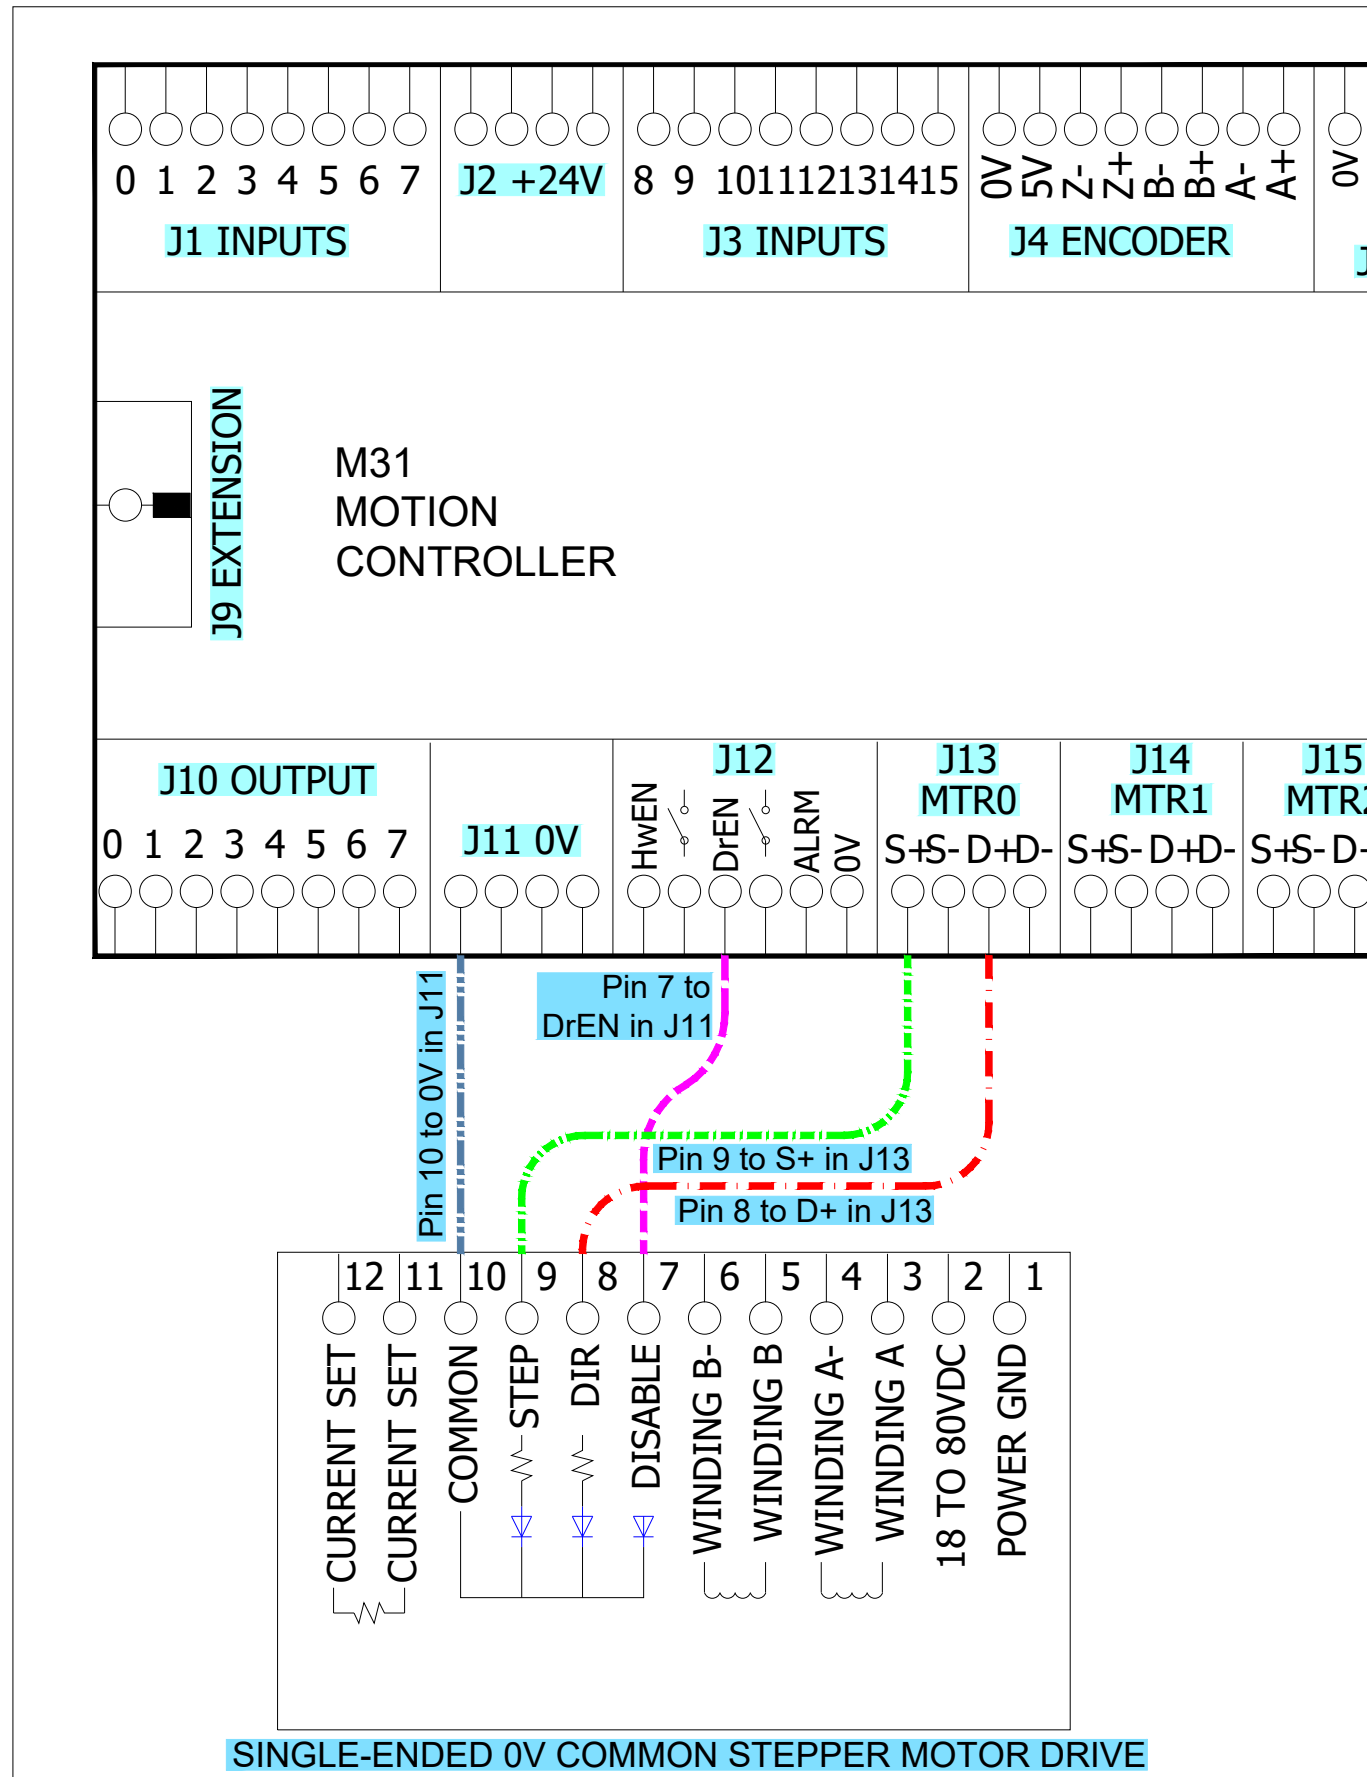 0 1 2 3 4 5 6 7
J1 INPUTS
J2 +24V
8 9 10 11 12 13 14 15
J3 INPUTS
0V
5V
Z-
Z+
B-
B+
A-
A+
J4 ENCODER
0V
J
J9 EXTENSION
M31
MOTION
CONTROLLER
J10 OUTPUT
0 1 2 3 4 5 6 7
J11 0V
J12
HwEN
DrEN
ALRM
0V
J13
MTR0
S+ S- D+ D-
J14
MTR1
S+ S- D+ D-
J15
MTR2
S+ S- D+
Pin 10 to 0V in J11
Pin 7 to
DrEN in J11
Pin 9 to S+ in J13
Pin 8 to D+ in J13
12 11 10 9 8 7 6 5 4 3 2 1
CURRENT SET
CURRENT SET
COMMON
STEP
DIR
DISABLE
WINDING B-
WINDING B
WINDING A-
WINDING A
18 TO 80VDC
POWER GND
SINGLE-ENDED 0V COMMON STEPPER MOTOR DRIVE